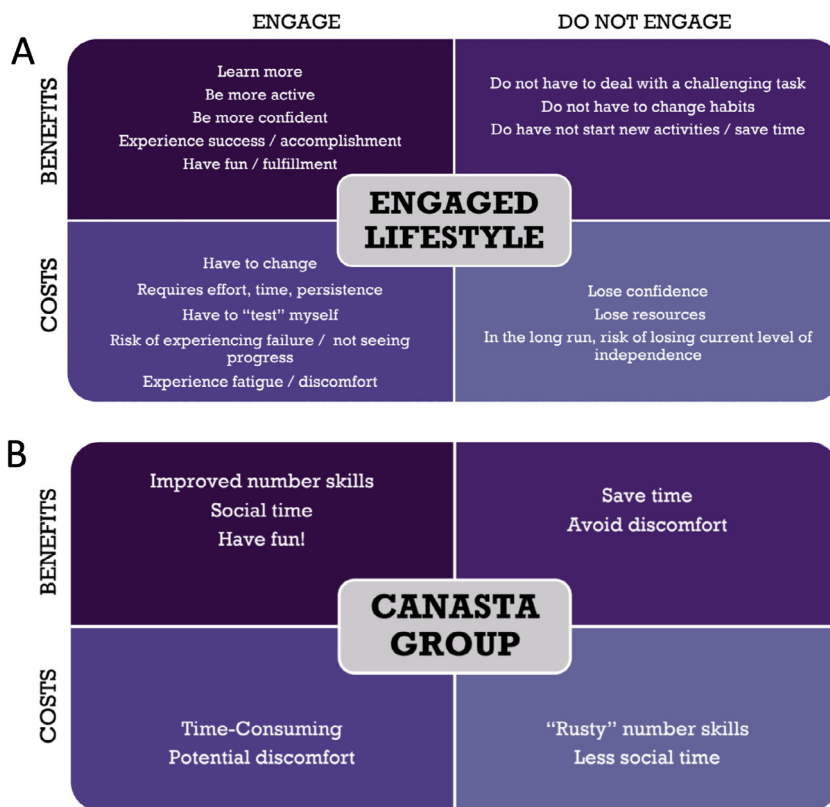 ENGAGE
DO NOT ENGAGE
A
BENEFITS
Learn more
Be more active
Be more confident
Experience success / accomplishment
Have fun / fulfillment
Do not have to deal with a challenging task
Do not have to change habits
Do have not start new activities / save time
ENGAGED
LIFESTYLE
COSTS
Have to change
Requires effort, time, persistence
Have to “test” myself
Risk of experiencing failure / not seeing
progress
Experience fatigue / discomfort
Lose confidence
Lose resources
In the long run, risk of losing current level of
independence
B
BENEFITS
Improved number skills
Social time
Have fun!
Save time
Avoid discomfort
CANASTA
GROUP
COSTS
Time-Consuming
Potential discomfort
“Rusty” number skills
Less social time